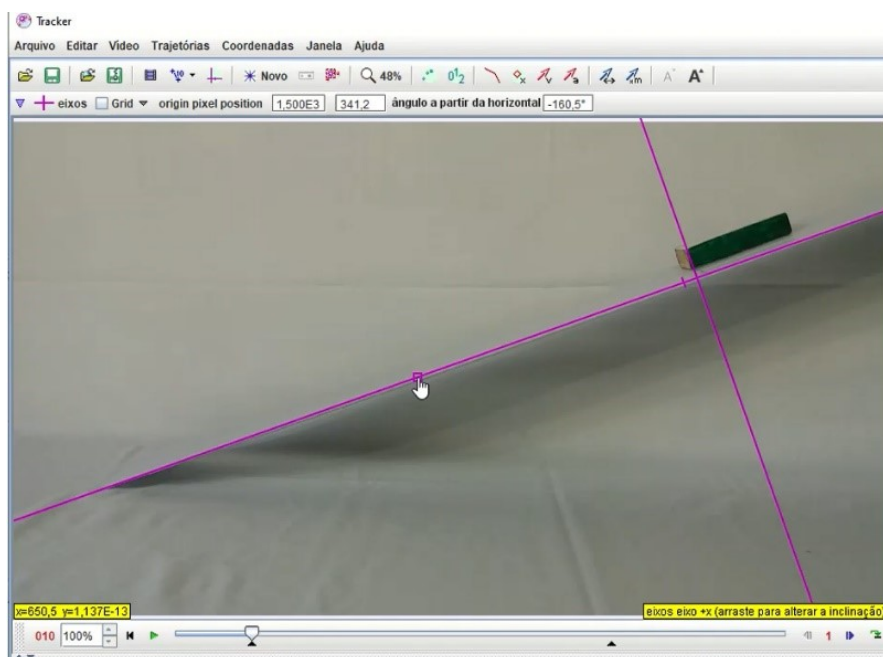 Tracker
Arquivo Editar Vídeo Trajetórias Coordenadas Janela Ajuda
Novo 48%
eixos Grid origin pixel position 1,500E3 341,2 ângulo a partir da horizontal -160,5°
x=650,5 y=1,137E-13 eixos eixo +x (arraste para alterar a inclinação)
010 100% 1